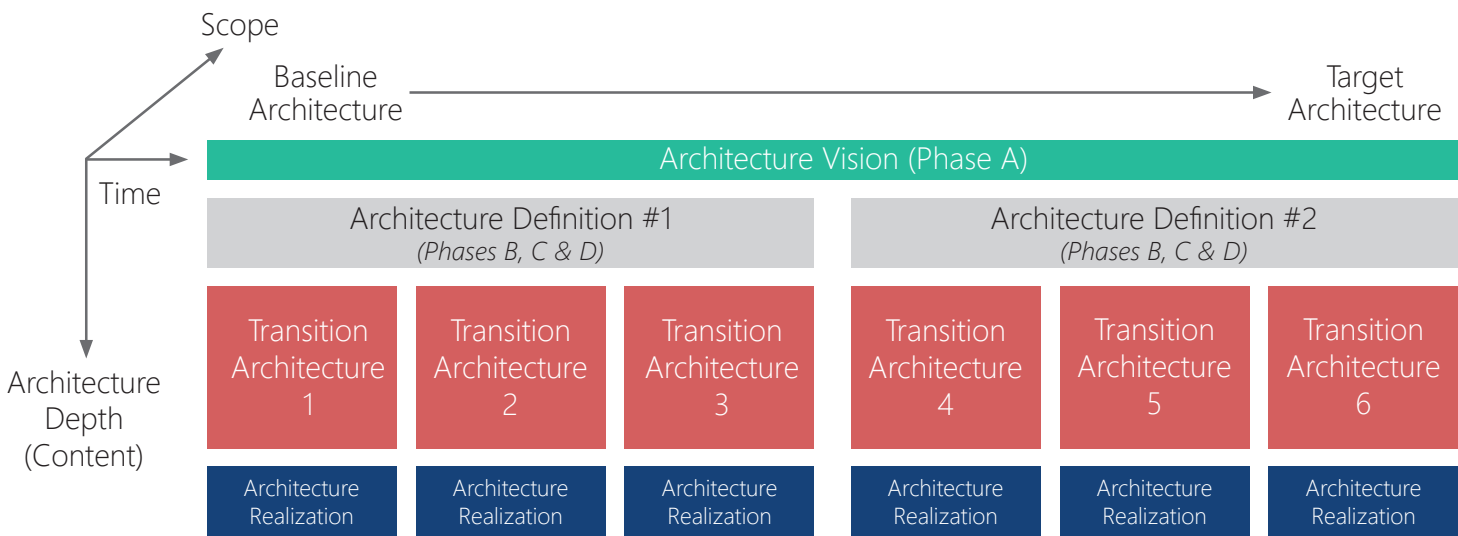 Scope
Baseline
Architecture
Target
Architecture
Time
Architecture Vision (Phase A)
Architecture Definition #1
(Phases B, C & D)
Architecture Definition #2
(Phases B, C & D)
Architecture
Depth
(Content)
Transition
Architecture
1
Transition
Architecture
2
Transition
Architecture
3
Transition
Architecture
4
Transition
Architecture
5
Transition
Architecture
6
Architecture
Realization
Architecture
Realization
Architecture
Realization
Architecture
Realization
Architecture
Realization
Architecture
Realization